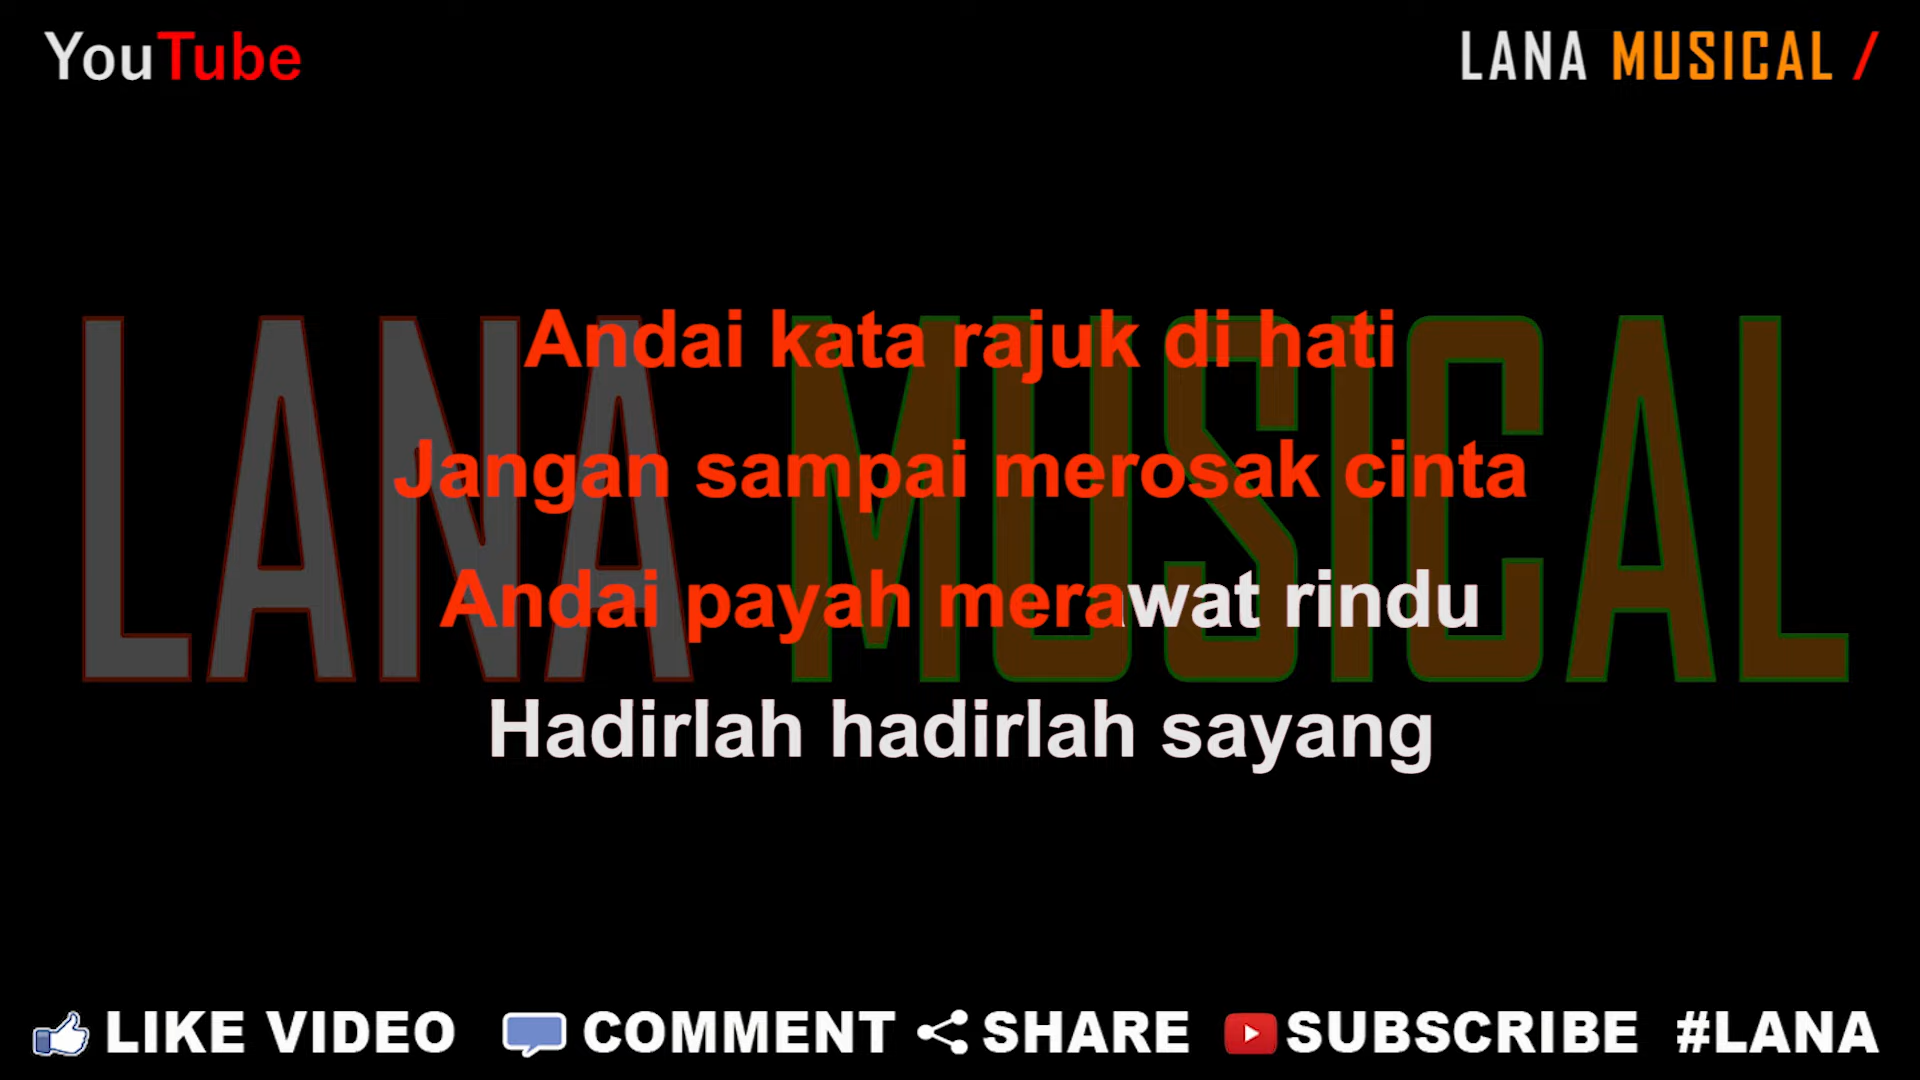 YouTube
LANA MUSICAL /
LANA MUSICAL
Andai kata rajuk di hati
Jangan sampai merosak cinta
Andai payah merawat rindu
Hadirlah hadirlah sayang
LIKE VIDEO COMMENT SHARE SUBSCRIBE #LANA